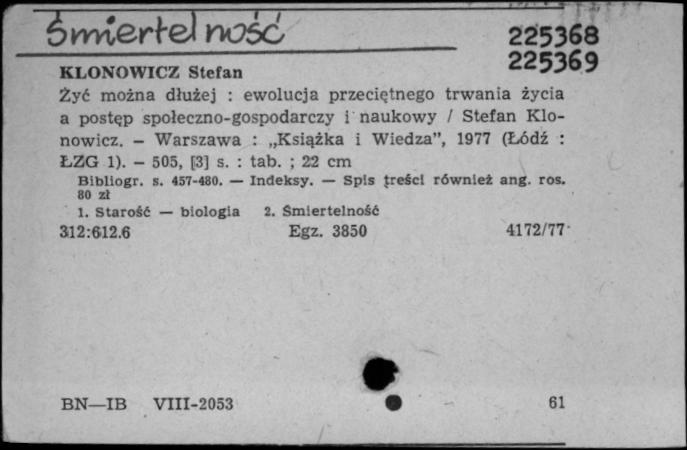 Śmiertelność
225368
225369
KLONOWICZ Stefan
Żyć można dłużej : ewolucja przeciętnego trwania życia
a postęp społeczno-gospodarczy i naukowy / Stefan Klo-
nowicz. — Warszawa : „Książka i Wiedza”, 1977 (Łódź :
ŁZG 1). — 505, [3] s. : tab. ; 22 cm
Bibliogr. s. 457-480. — Indeksy. — Spis treści również ang. ros.
80 zł
1. Starość — biologia 2. Śmiertelność
312:612.6 Egz. 3850 4172/77
BN—IB VIII-2053 61